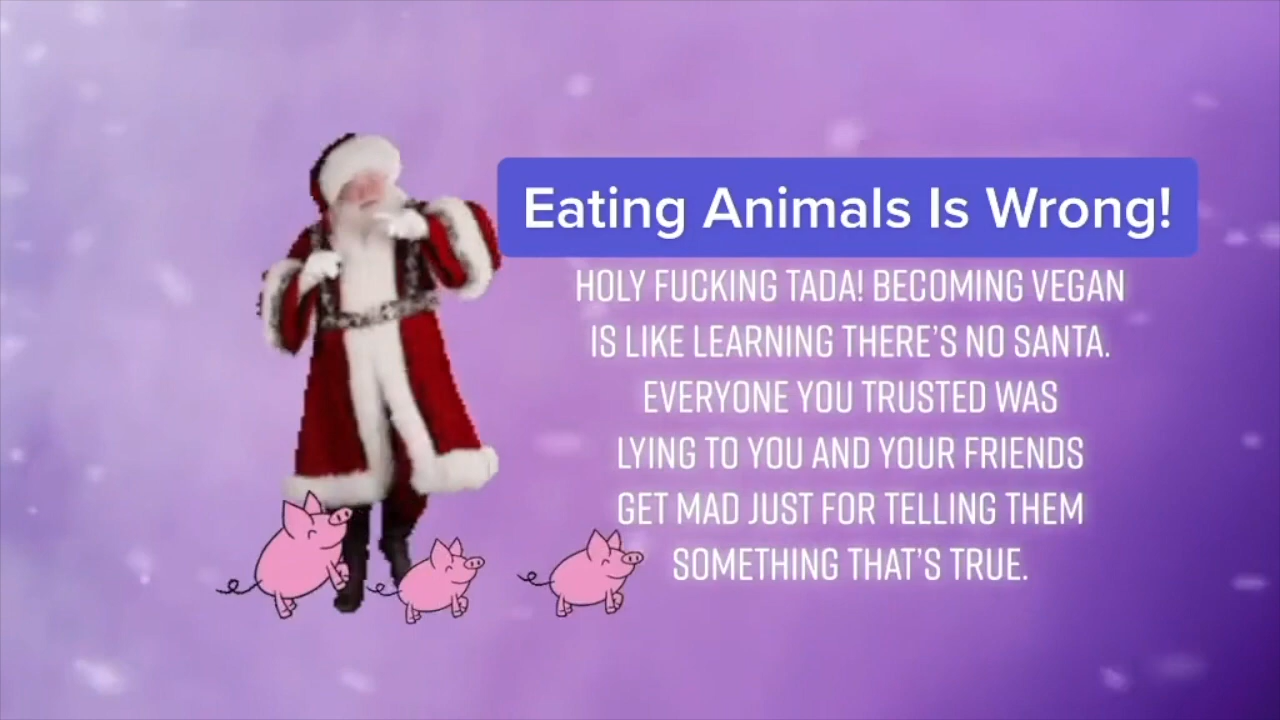 Eating Animals Is Wrong!
HOLY FUCKING TADA! BECOMING VEGAN
IS LIKE LEARNING THERE'S NO SANTA.
EVERYONE YOU TRUSTED WAS
LYING TO YOU AND YOUR FRIENDS
GET MAD JUST FOR TELLING THEM
SOMETHING THAT'S TRUE.